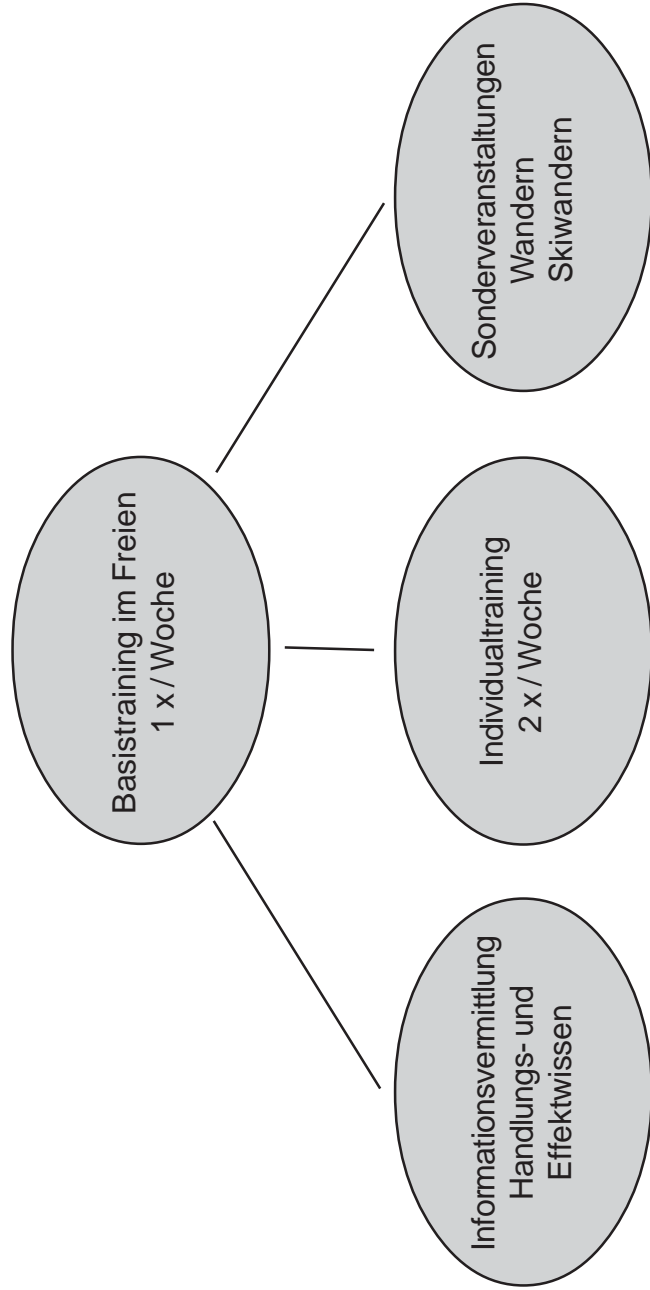 Basistraining im Freien
1 x / Woche
Informationsvermittlung
Handlungs- und
Effektwissen
Individualtraining
2 x / Woche
Sonderveranstaltungen
Wandern
Skiwandern